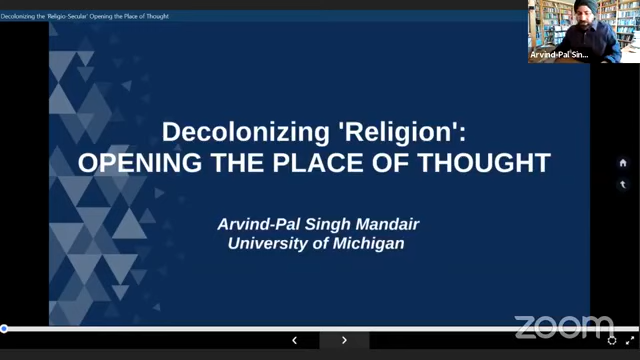 Decolonizing the 'Religio-Secular' Opening the Place of Thought
Arvind-Pal Sin...
Decolonizing 'Religion':
OPENING THE PLACE OF THOUGHT
Arvind-Pal Singh Mandair
University of Michigan
zoom